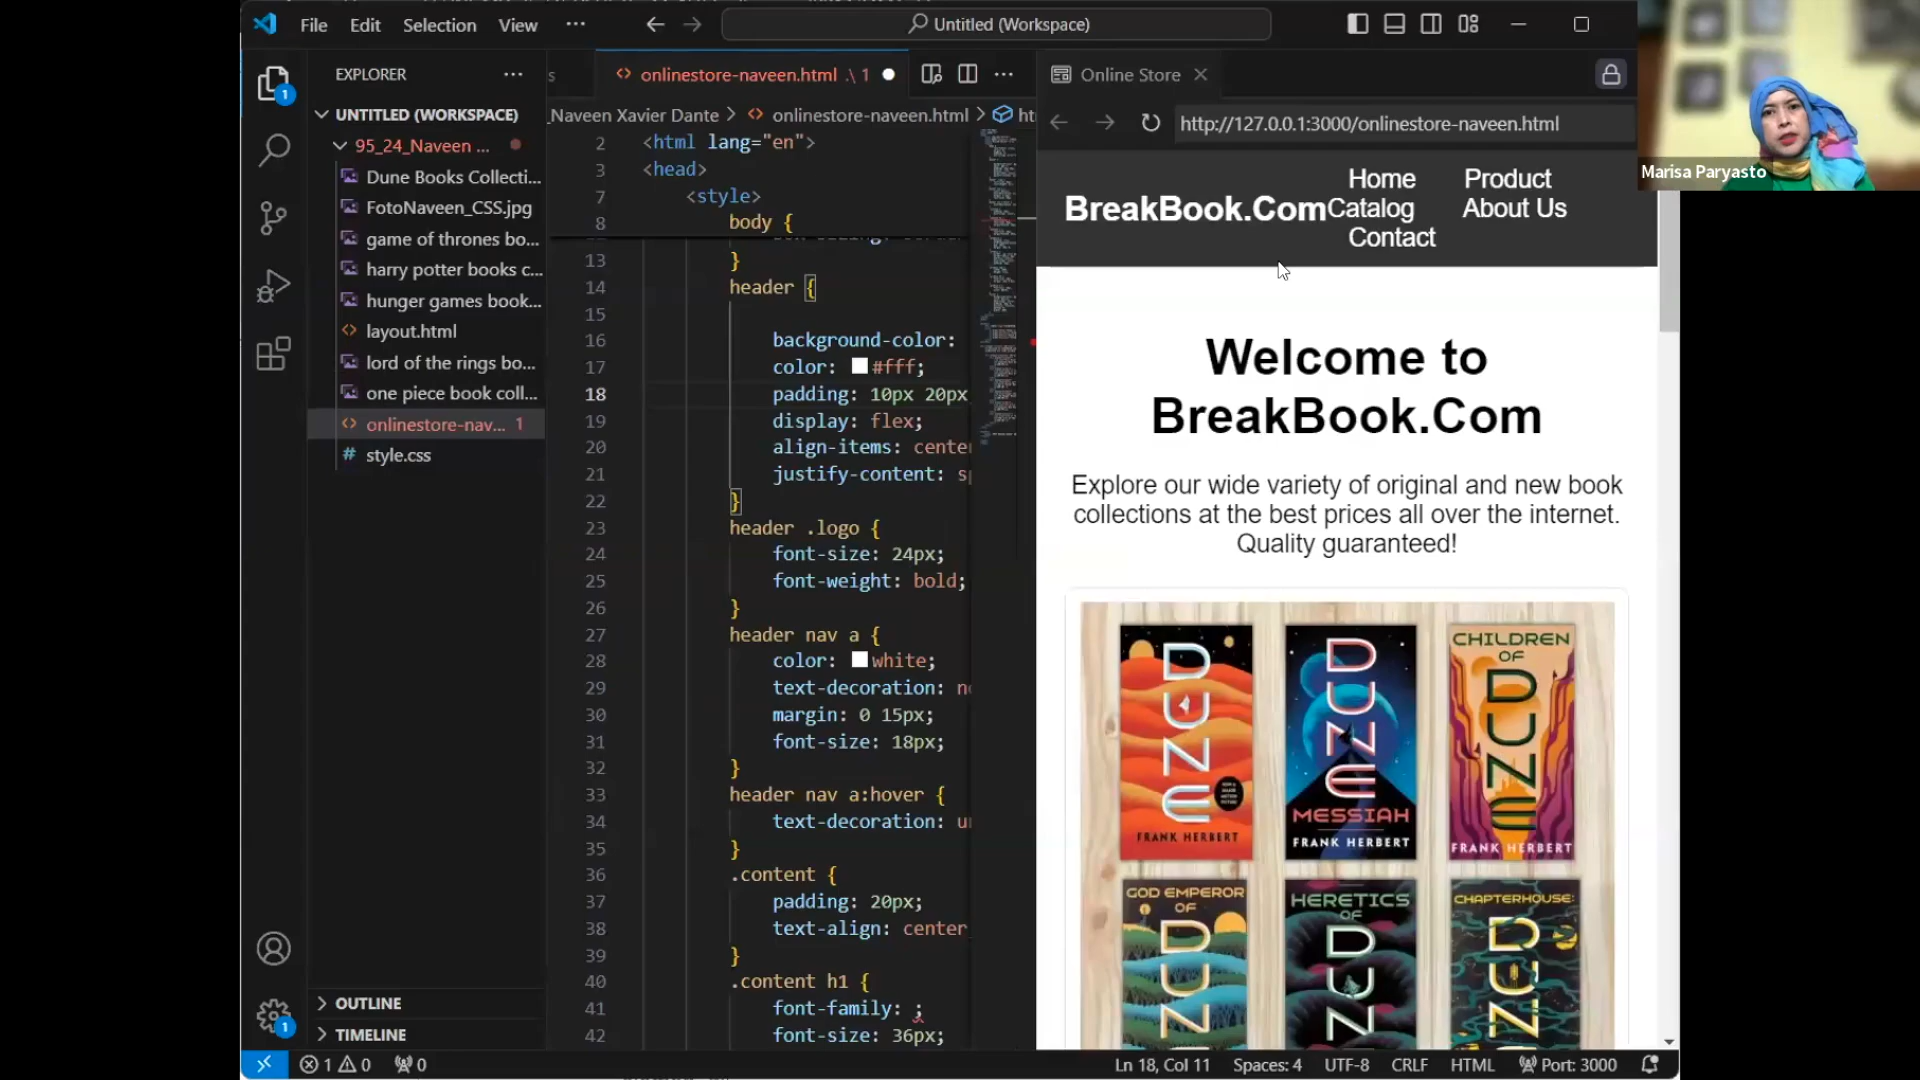 File Edit Selection View ···
Untitled (Workspace)
EXPLORER
UNTITLED (WORKSPACE)
95_24_Naveen ...
Dune Books Collecti...
FotoNaveen_CSS.jpg
game of thrones bo...
harry potter books c...
hunger games book...
layout.html
lord of the rings bo...
one piece book coll...
onlinestore-nav... 1
style.css
OUTLINE
TIMELINE
1
1
s
onlinestore-naveen.html .\ 1
_Naveen Xavier Dante > onlinestore-naveen.html > ht
2 <html lang="en">
3 <head>
7 <style>
8 body {
13 }
14 header {
15
16 background-color:
17 color: #fff;
18 padding: 10px 20px
19 display: flex;
20 align-items: cente
21 justify-content: sp
22 }
23 header .logo {
24 font-size: 24px;
25 font-weight: bold;
26 }
27 header nav a {
28 color: white;
29 text-decoration: no
30 margin: 0 15px;
31 font-size: 18px;
32 }
33 header nav a:hover {
34 text-decoration: un
35 }
36 .content {
37 padding: 20px;
38 text-align: center
39 }
40 .content h1 {
41 font-family: ;
42 font-size: 36px;
Online Store
http://127.0.0.1:3000/onlinestore-naveen.html
BreakBook.Com
Home Product
Catalog About Us
Contact
Welcome to
BreakBook.Com
Explore our wide variety of original and new book
collections at the best prices all over the internet.
Quality guaranteed!
DUNE
FRANK HERBERT
DUNE
MESSIAH
FRANK HERBERT
CHILDREN
OF
DUNE
FRANK HERBERT
GOD EMPEROR
OF
DUN
HERETICS
OF
DUN
CHAPTERHOUSE:
DUN
Marisa Paryasto
1 0 0
Ln 18, Col 11 Spaces: 4 UTF-8 CRLF HTML Port: 3000